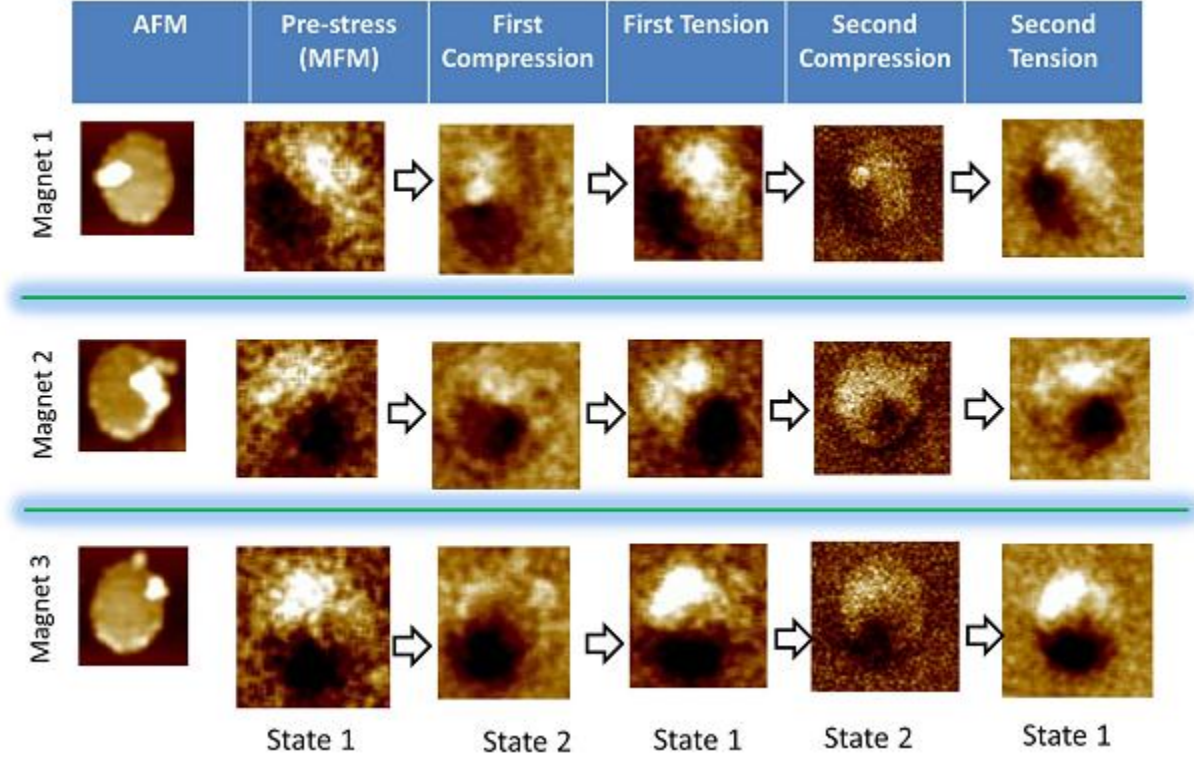 AFM
Pre-stress
(MFM)
First
Compression
First Tension
Second
Compression
Second
Tension
Magnet 1
Magnet 2
Magnet 3
State 1
State 2
State 1
State 2
State 1